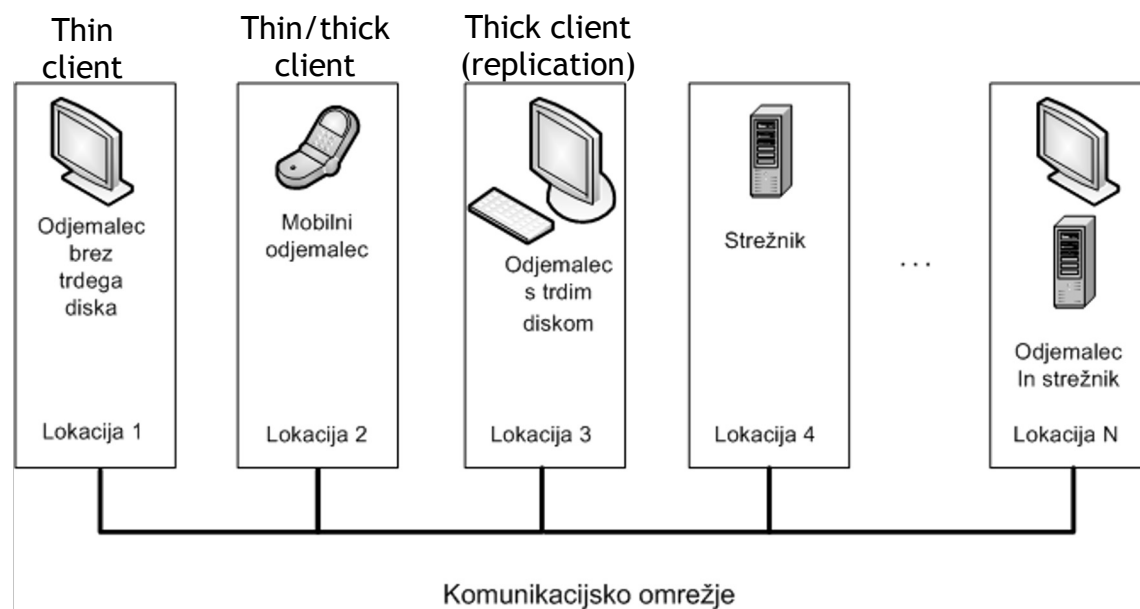 Thin
client
Thin/thick
client
Thick client
(replication)
Odjemalec
brez
trdega
diska
Lokacija 1
Mobilni
odjemalec
Lokacija 2
Odjemalec
s trdim
diskom
Lokacija 3
Strežnik
Lokacija 4
...
Odjemalec
In strežnik
Lokacija N
Komunikacijsko omrežje